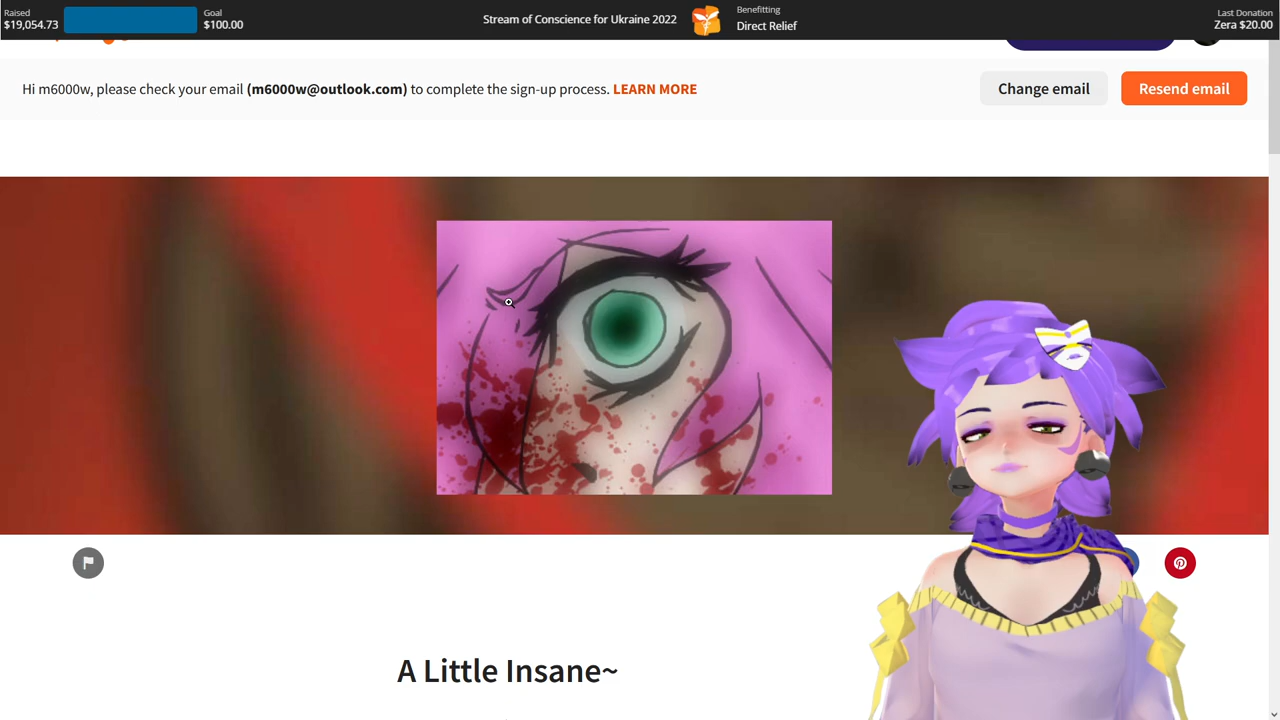 Raised
$19,054.73
Goal
$100.00
Stream of Conscience for Ukraine 2022
Benefitting
Direct Relief
Last Donation
Zera $20.00
Hi m6000w, please check your email (m6000w@outlook.com) to complete the sign-up process. LEARN MORE
Change email
Resend email
A Little Insane~